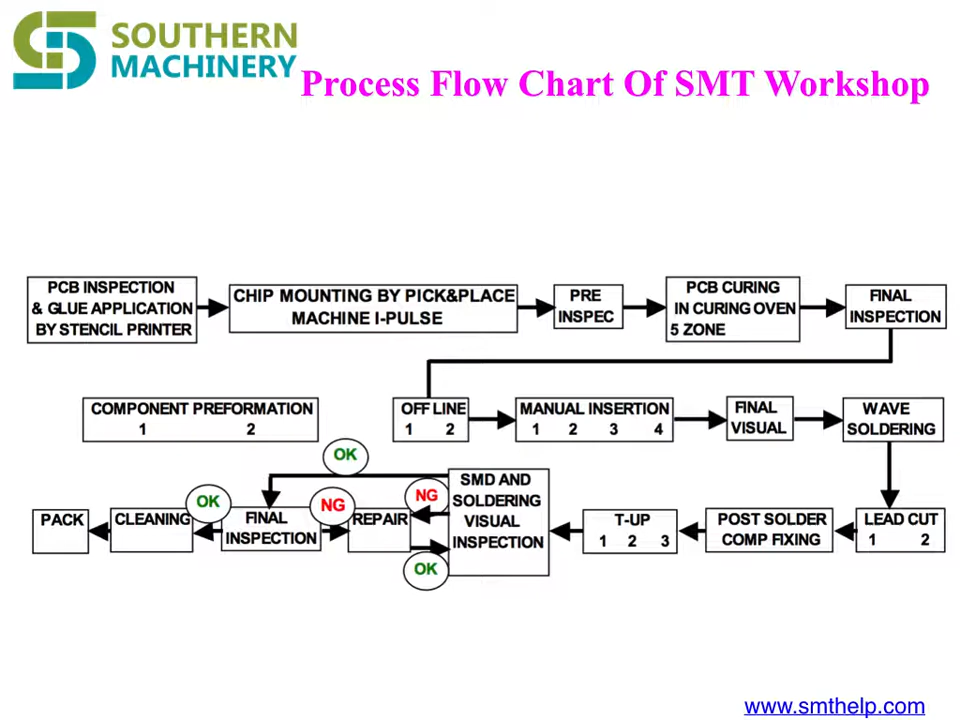 SOUTHERN
MACHINERY
Process Flow Chart Of SMT Workshop
PCB INSPECTION
& GLUE APPLICATION
BY STENCIL PRINTER
CHIP MOUNTING BY PICK&PLACE
MACHINE I-PULSE
PRE
INSPEC
PCB CURING
IN CURING OVEN
5 ZONE
FINAL
INSPECTION
COMPONENT PREFORMATION
1 2
OFF LINE
1 2
MANUAL INSERTION
1 2 3 4
FINAL
VISUAL
WAVE
SOLDERING
OK
PACK
CLEANING
OK
FINAL
INSPECTION
NG
REPAIR
NG
OK
SMD AND
SOLDERING
VISUAL
INSPECTION
T-UP
1 2 3
POST SOLDER
COMP FIXING
LEAD CUT
1 2
www.smthelp.com